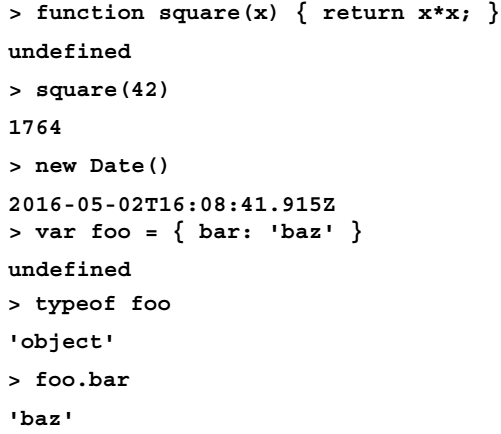 > function square(x) { return x*x; }
undefined
> square(42)
1764
> new Date()
2016-05-02T16:08:41.915Z
> var foo = { bar: 'baz' }
undefined
> typeof foo
'object'
> foo.bar
'baz'